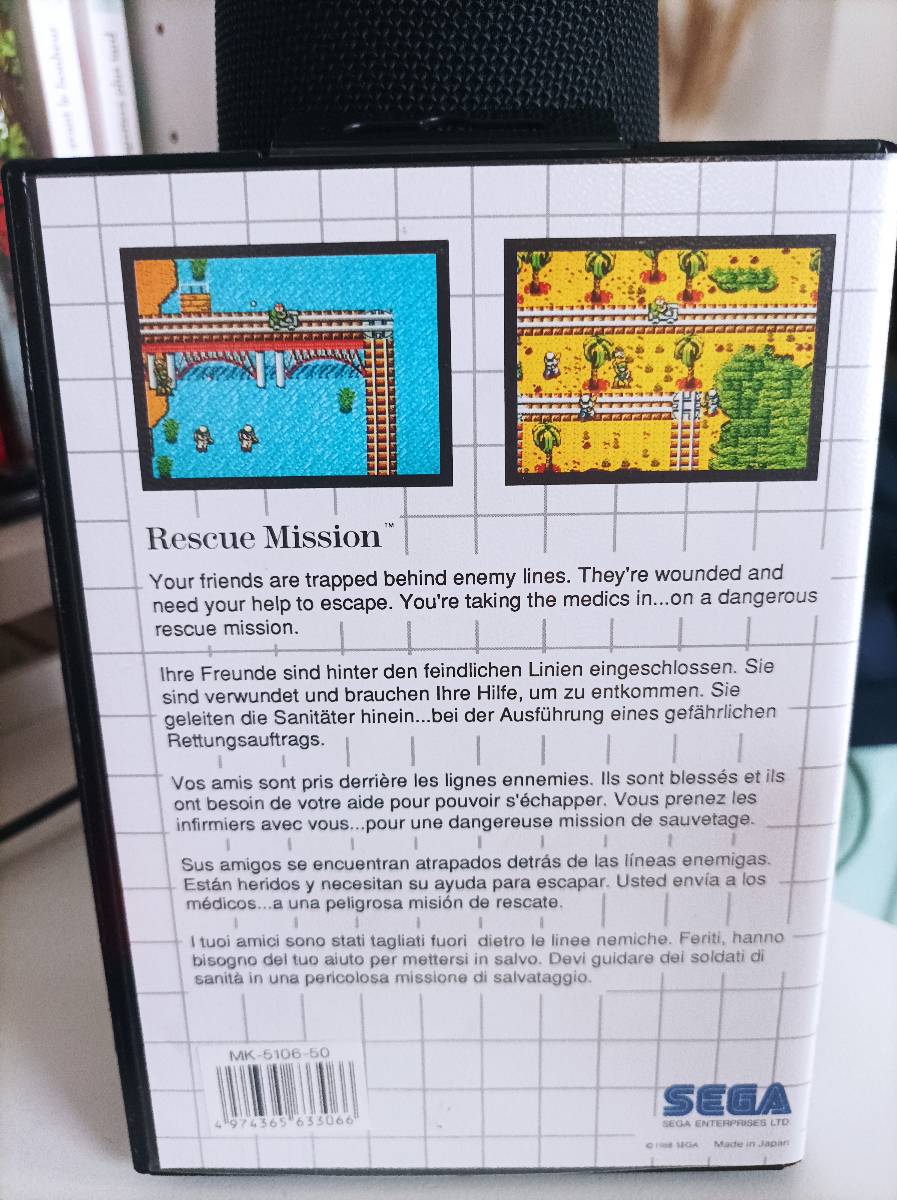 Rescue Mission™
Your friends are trapped behind enemy lines. They're wounded and
need your help to escape. You're taking the medics in...on a dangerous
rescue mission.
Ihre Freunde sind hinter den feindlichen Linien eingeschlossen. Sie
sind verwundet und brauchen Ihre Hilfe, um zu entkommen. Sie
geleiten die Sanitäter hinein...bei der Ausführung eines gefährlichen
Rettungsauftrags.
Vos amis sont pris derrière les lignes ennemies. Ils sont blessés et ils
ont besoin de votre aide pour pouvoir s'échapper. Vous prenez les
infirmiers avec vous...pour une dangereuse mission de sauvetage.
Sus amigos se encuentran atrapados detrás de las líneas enemigas.
Están heridos y necesitan su ayuda para escapar. Usted envía a los
médicos...a una peligrosa misión de rescate.
I tuoi amici sono stati tagliati fuori dietro le linee nemiche. Feriti, hanno
bisogno del tuo aiuto per mettersi in salvo. Devi guidare dei soldati di
sanità in una pericolosa missione di salvataggio.
MK-5106-50
4 974365 633066
SEGA
SEGA ENTERPRISES LTD
© 1988 SEGA Made in Japan